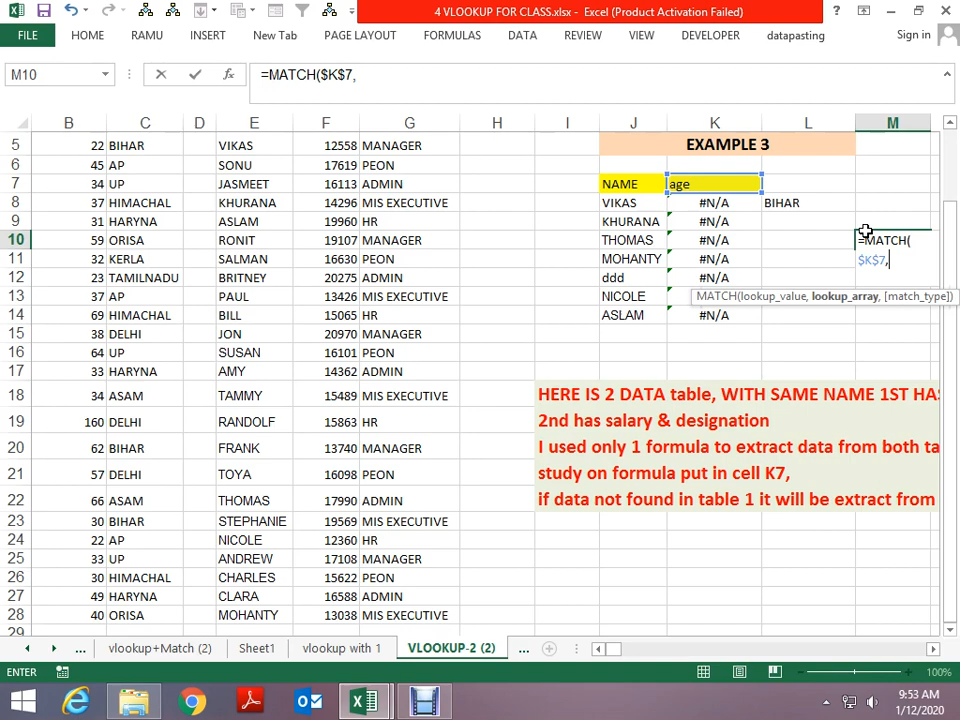 4 VLOOKUP FOR CLASS.xlsx - Excel (Product Activation Failed)
FILE HOME RAMU INSERT New Tab PAGE LAYOUT FORMULAS DATA REVIEW VIEW DEVELOPER datapasting Sign in
M10 fx =MATCH($K$7,
B C D E F G H I J K L M
5 22 BIHAR VIKAS 12558 MANAGER EXAMPLE 3
6 45 AP SONU 17619 PEON
7 34 UP JASMEET 16113 ADMIN NAME age
8 37 HIMACHAL KHURANA 14296 MIS EXECUTIVE VIKAS #N/A BIHAR
9 31 HARYNA ASLAM 19960 HR KHURANA #N/A
10 59 ORISA RONIT 19107 MANAGER THOMAS #N/A =MATCH(
11 32 KERLA SALMAN 16630 PEON MOHANTY #N/A $K$7,
12 23 TAMILNADU BRITNEY 20275 ADMIN ddd #N/A
13 37 AP PAUL 13426 MIS EXECUTIVE NICOLE MATCH(lookup_value, lookup_array, [match_type])
14 69 HIMACHAL BILL 15065 HR ASLAM #N/A
15 38 DELHI JON 20970 MANAGER
16 64 UP SUSAN 16101 PEON
17 33 HARYNA AMY 14362 ADMIN
18 34 ASAM TAMMY 15489 MIS EXECUTIVE HERE IS 2 DATA table, WITH SAME NAME 1ST HAS
19 160 DELHI RANDOLF 15863 HR 2nd has salary & designation
20 62 BIHAR FRANK 13740 MANAGER I used only 1 formula to extract data from both ta
21 57 DELHI TOYA 16098 PEON study on formula put in cell K7,
22 66 ASAM THOMAS 17990 ADMIN if data not found in table 1 it will be extract from
23 30 BIHAR STEPHANIE 19569 MIS EXECUTIVE
24 22 AP NICOLE 12360 HR
25 33 UP ANDREW 17108 MANAGER
26 30 HIMACHAL CHARLES 15622 PEON
27 49 HARYNA CLARA 16588 ADMIN
28 40 ORISA MOHANTY 13038 MIS EXECUTIVE
29
... vlookup+Match (2) Sheet1 vlookup with 1 VLOOKUP-2 (2) ...
ENTER 100%
9:53 AM
1/12/2020